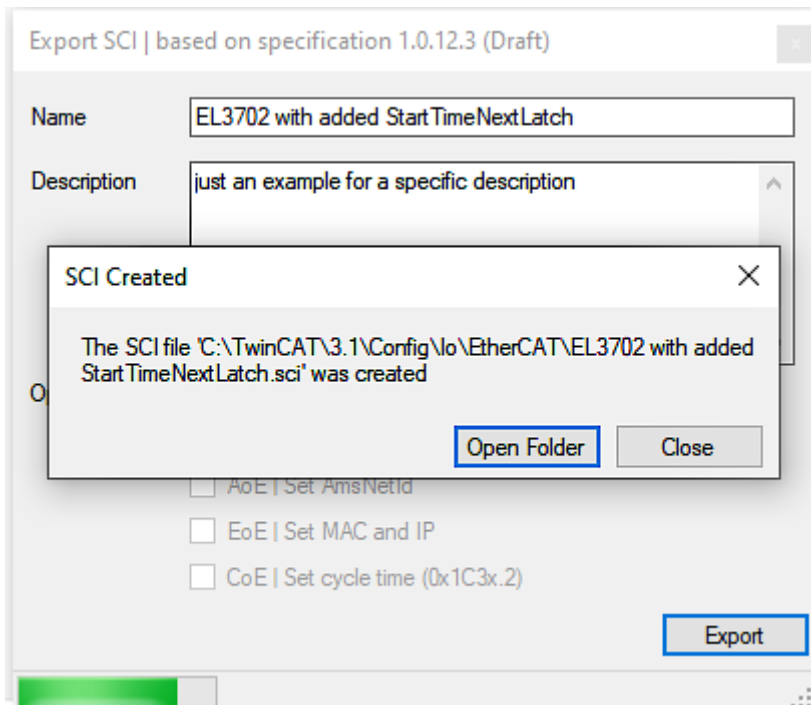 Export SCI | based on specification 1.0.12.3 (Draft)
x
Name
EL3702 with added StartTimeNextLatch
Description
just an example for a specific description
SCI Created
The SCI file 'C:\TwinCAT\3.1\Config\Io\EtherCAT\EL3702 with added
StartTimeNextLatch.sci' was created
Open Folder
Close
AoE | Set AmsNetId
EoE | Set MAC and IP
CoE | Set cycle time (0x1C3x.2)
Export